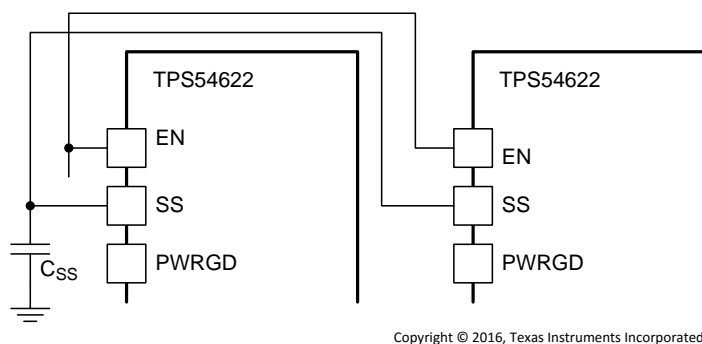 TPS54622
TPS54622
EN
EN
SS
SS
PWRGD
PWRGD
CSS
Copyright © 2016, Texas Instruments Incorporated